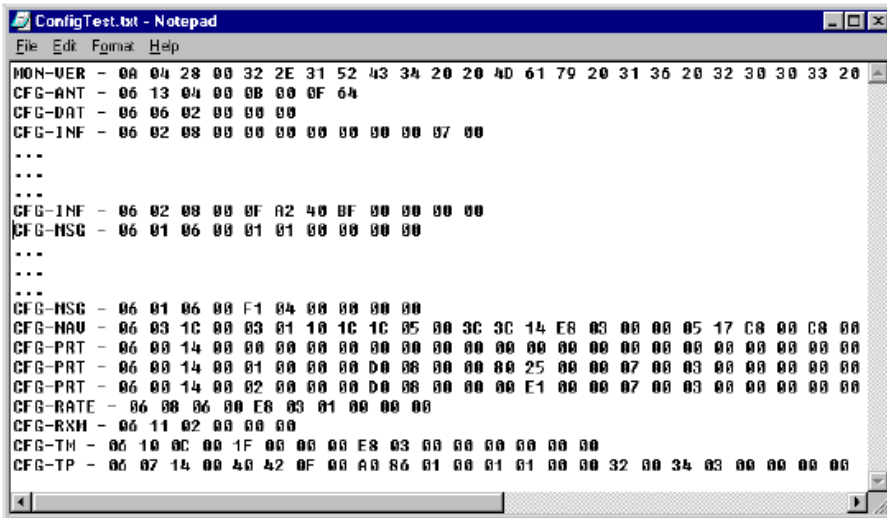 ConfigTest.txt - Notepad
File Edit Format Help
MON-VER - 0A 04 28 00 32 2E 31 52 43 34 20 20 4D 61 79 20 31 36 20 32 30 30 33 20
CFG-ANT - 06 13 04 00 0B 00 0F 64
CFG-DAT - 06 06 02 00 00 00
CFG-INF - 06 02 08 00 00 00 00 00 00 00 07 00
...
...
...
CFG-INF - 06 02 08 00 0F A2 40 BF 00 00 00 00
CFG-MSG - 06 01 06 00 01 01 00 00 00 00
...
...
...
CFG-MSG - 06 01 06 00 F1 04 00 00 00 00
CFG-NAV - 06 03 1C 00 03 01 10 1C 1C 05 00 3C 3C 14 E8 03 00 00 05 17 C8 00 C8 00
CFG-PRT - 06 00 14 00 00 00 00 00 00 00 00 00 00 00 00 00 00 00 00 00 00 00 00 00
CFG-PRT - 06 00 14 00 01 00 00 00 D0 08 00 00 80 25 00 00 07 00 03 00 00 00 00 00
CFG-PRT - 06 00 14 00 02 00 00 00 D0 08 00 00 00 E1 00 00 07 00 03 00 00 00 00 00
CFG-RATE - 06 08 06 00 E8 03 01 00 00 00
CFG-RXM - 06 11 02 00 00 00
CFG-TM - 06 10 0C 00 1F 00 00 00 E8 03 00 00 00 00 00 00
CFG-TP - 06 07 14 00 40 42 0F 00 A0 86 01 00 01 01 00 00 32 00 34 03 00 00 00 00